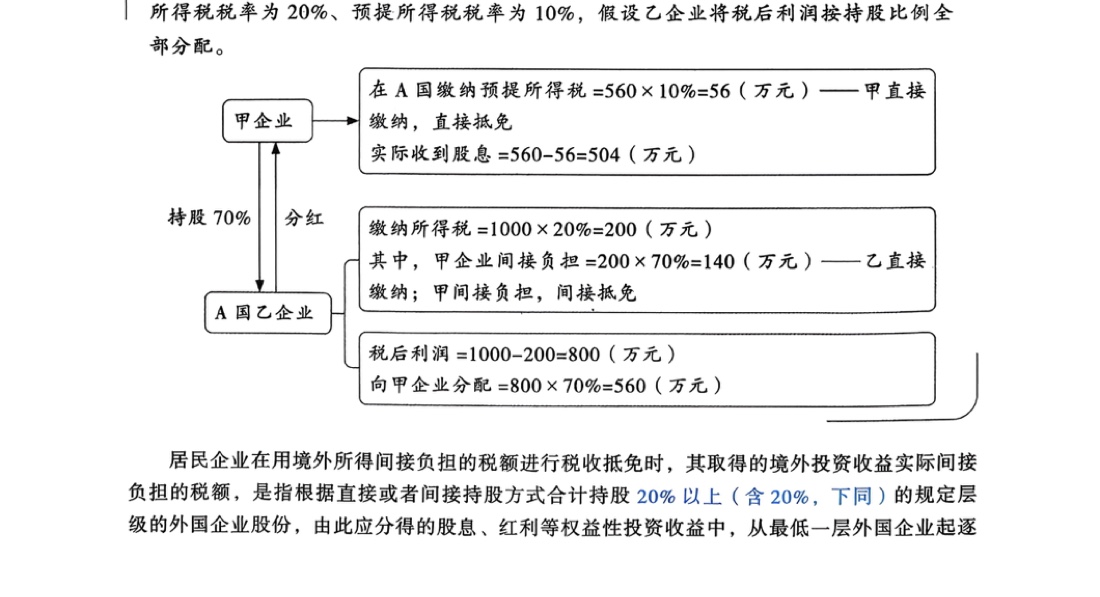 所得税税率为 20%、预提所得税税率为 10%，假设乙企业将税后利润按持股比例全
部分配。
在 A 国缴纳预提所得税 =560×10%=56（万元）——甲直接
缴纳，直接抵免
实际收到股息 =560-56=504（万元）
甲企业
持股 70%
分红
缴纳所得税 =1000×20%=200（万元）
其中，甲企业间接负担 =200×70%=140（万元）——乙直接
缴纳；甲间接负担，间接抵免
A 国乙企业
税后利润 =1000-200=800（万元）
向甲企业分配 =800×70%=560（万元）
居民企业在用境外所得间接负担的税额进行税收抵免时，其取得的境外投资收益实际间接
负担的税额，是指根据直接或者间接持股方式合计持股 20% 以上（含 20%，下同）的规定层
级的外国企业股份，由此应分得的股息、红利等权益性投资收益中，从最低一层外国企业起逐